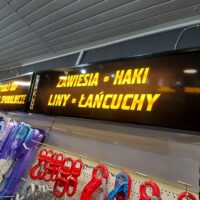 ZAWIESIA • HAKI
LINY • ŁAŃCUCHY